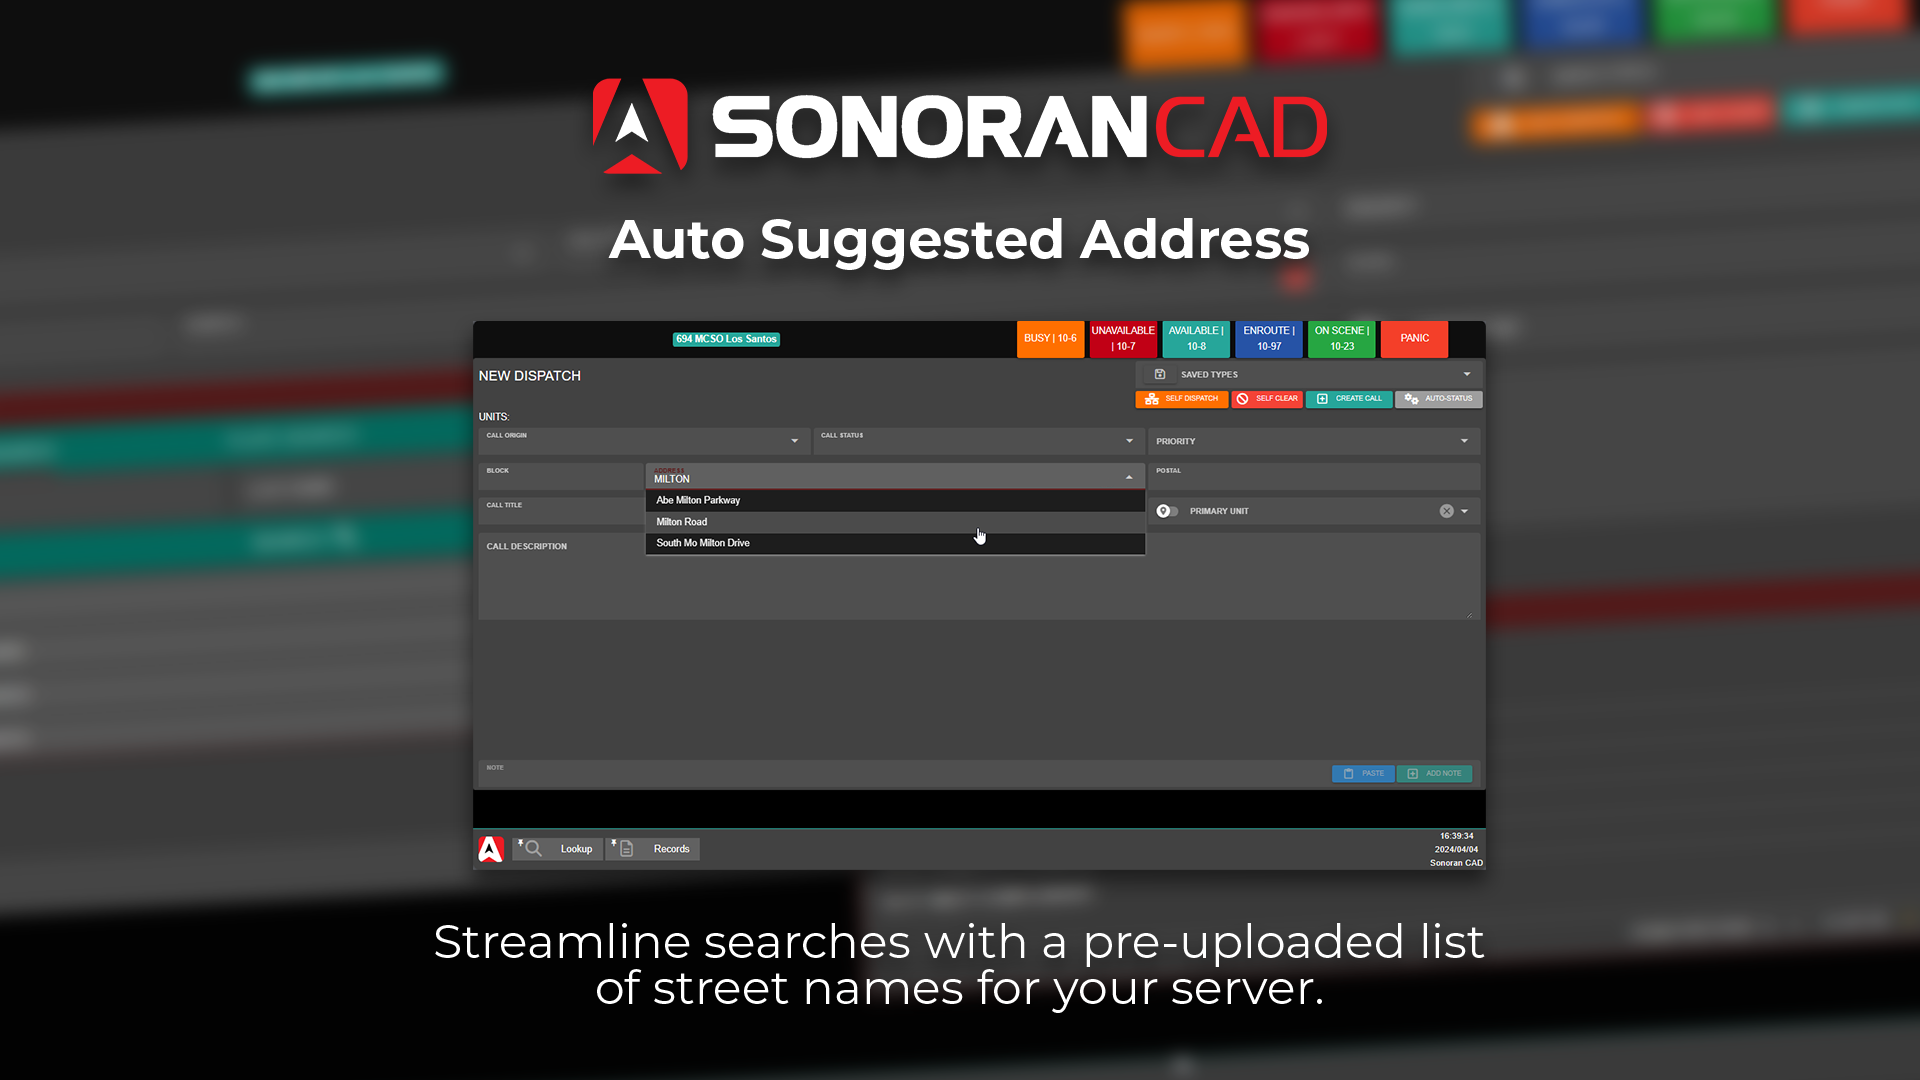 SONORANCAD
Auto Suggested Address
694 MCSO Los Santos
BUSY | 10-6
UNAVAILABLE
| 10-7
AVAILABLE |
10-8
ENROUTE |
10-97
ON SCENE |
10-23
PANIC
NEW DISPATCH
SAVED TYPES
SELF DISPATCH
SELF CLEAR
CREATE CALL
AUTO-STATUS
UNITS:
CALL ORIGIN
CALL STATUS
PRIORITY
BLOCK
ADDRESS
MILTON
POSTAL
Abe Milton Parkway
CALL TITLE
Milton Road
PRIMARY UNIT
South Mo Milton Drive
CALL DESCRIPTION
NOTE
PASTE
ADD NOTE
Lookup
Records
16:39:34
2024/04/04
Sonoran CAD
Streamline searches with a pre-uploaded list
of street names for your server.